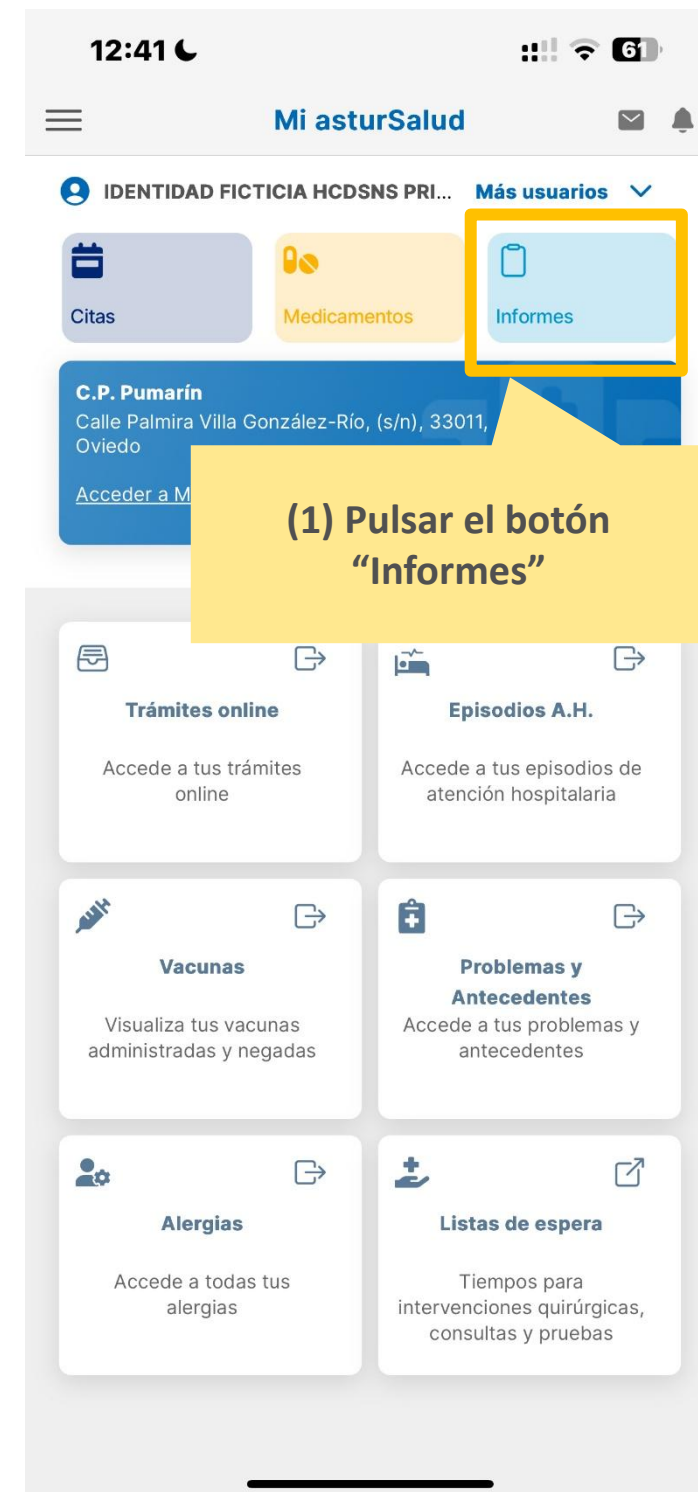 12:41
61
Mi asturSalud
IDENTIDAD FICTICIA HCDSNS PRI... Más usuarios
Citas
Medicamentos
Informes
C.P. Pumarín
Calle Palmira Villa González-Río, (s/n), 33011,
Oviedo
Acceder a M
(1) Pulsar el botón
“Informes”
Trámites online
Accede a tus trámites
online
Episodios A.H.
Accede a tus episodios de
atención hospitalaria
Vacunas
Visualiza tus vacunas
administradas y negadas
Problemas y
Antecedentes
Accede a tus problemas y
antecedentes
Alergias
Accede a todas tus
alergias
Listas de espera
Tiempos para
intervenciones quirúrgicas,
consultas y pruebas